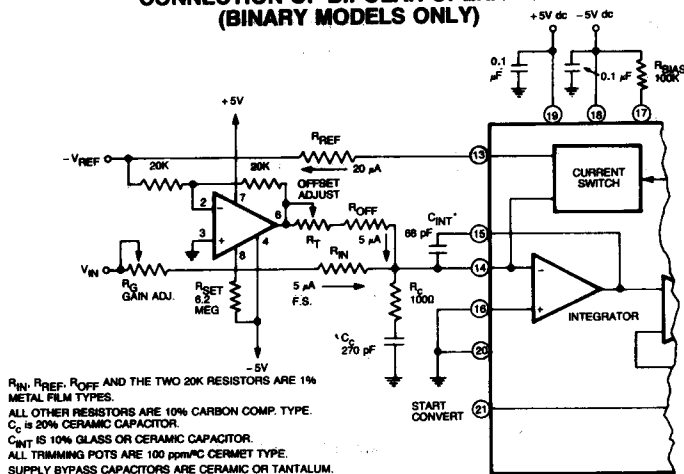 (BINARY MODELS ONLY)
+5V dc -5V dc
0.1 µF
0.1 µF
RBIAS 100K
19
18
17
+5V
-VREF
20K
20K
RREF
20 µA
13
CURRENT SWITCH
OFFSET ADJUST
2
7
6
3
4
8
RT
ROFF
5 µA
CINT*
66 pF
15
VIN
RG
GAIN ADJ.
RSET
6.2 MEG
RIN
5 µA
F.S.
14
RC
100Ω
16
INTEGRATOR
CC
270 pF
20
-5V
START CONVERT
21
RIN, RREF, ROFF AND THE TWO 20K RESISTORS ARE 1%
METAL FILM TYPES.
ALL OTHER RESISTORS ARE 10% CARBON COMP. TYPE.
Cc is 20% CERAMIC CAPACITOR.
CINT IS 10% GLASS OR CERAMIC CAPACITOR.
ALL TRIMMING POTS ARE 100 ppm/°C CERMET TYPE.
SUPPLY BYPASS CAPACITORS ARE CERAMIC OR TANTALUM.